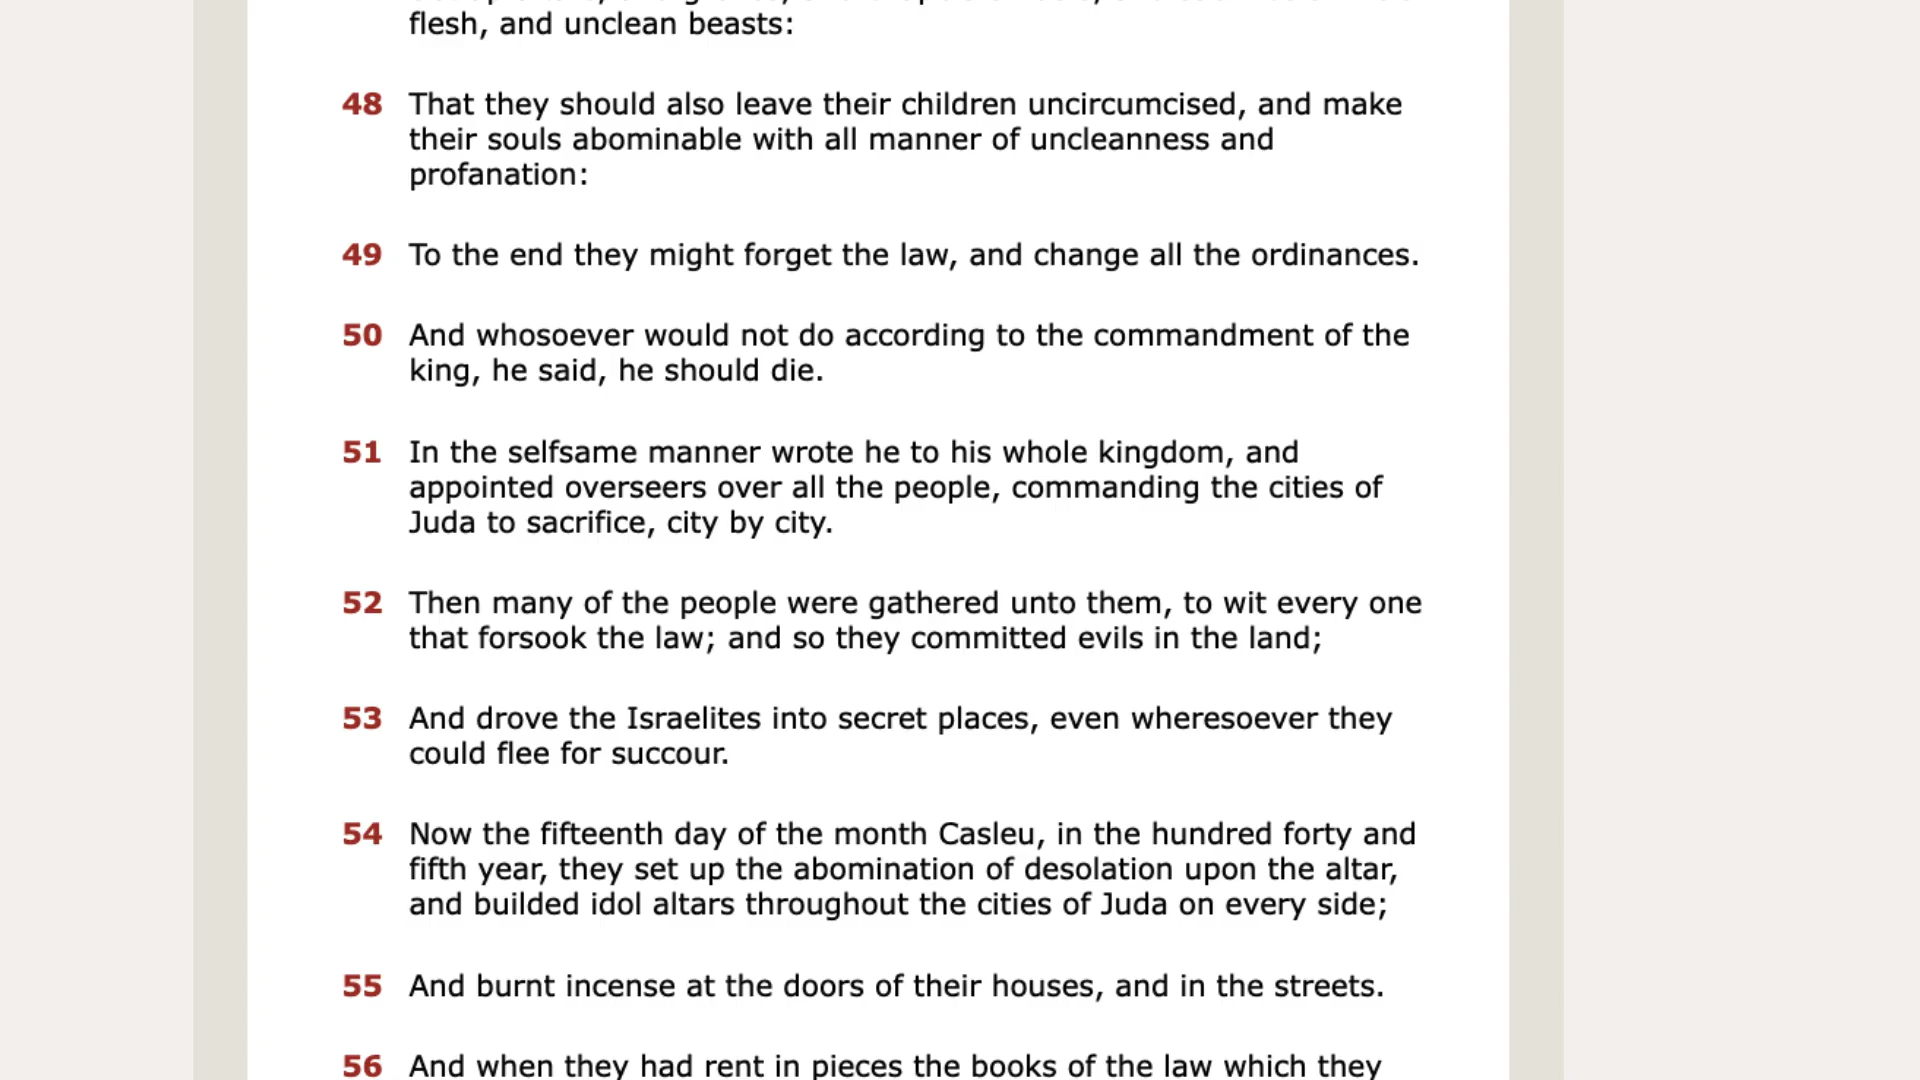 flesh, and unclean beasts:
48 That they should also leave their children uncircumcised, and make
their souls abominable with all manner of uncleanness and
profanation:
49 To the end they might forget the law, and change all the ordinances.
50 And whosoever would not do according to the commandment of the
king, he said, he should die.
51 In the selfsame manner wrote he to his whole kingdom, and
appointed overseers over all the people, commanding the cities of
Juda to sacrifice, city by city.
52 Then many of the people were gathered unto them, to wit every one
that forsook the law; and so they committed evils in the land;
53 And drove the Israelites into secret places, even wheresoever they
could flee for succour.
54 Now the fifteenth day of the month Casleu, in the hundred forty and
fifth year, they set up the abomination of desolation upon the altar,
and builded idol altars throughout the cities of Juda on every side;
55 And burnt incense at the doors of their houses, and in the streets.
56 And when they had rent in pieces the books of the law which they